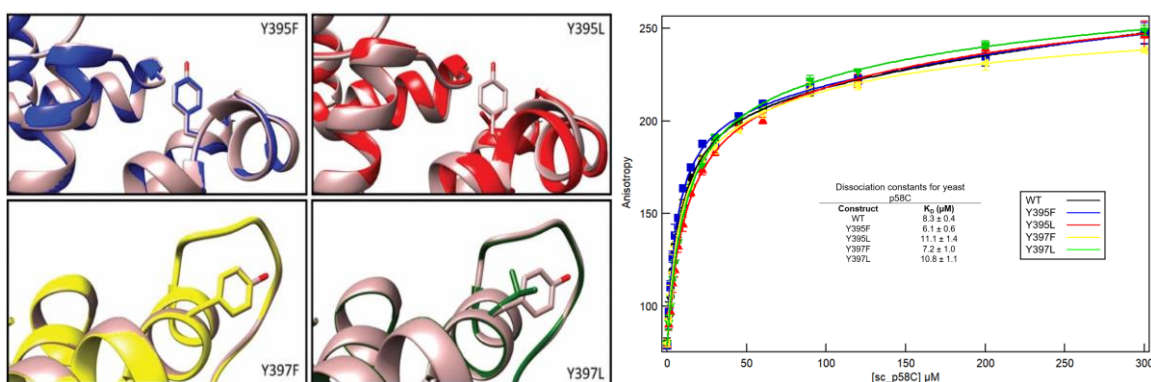 Y395F
Y395L
Y397F
Y397L
250
200
150
100
Anisotropy
0
50
100
150
200
250
300
[sc_p58C] µM
Dissociation constants for yeast
p58C
Construct K_D (µM)
WT 8.3 ± 0.4
Y395F 6.1 ± 0.6
Y395L 11.1 ± 1.4
Y397F 7.2 ± 1.0
Y397L 10.8 ± 1.1
WT
Y395F
Y395L
Y397F
Y397L